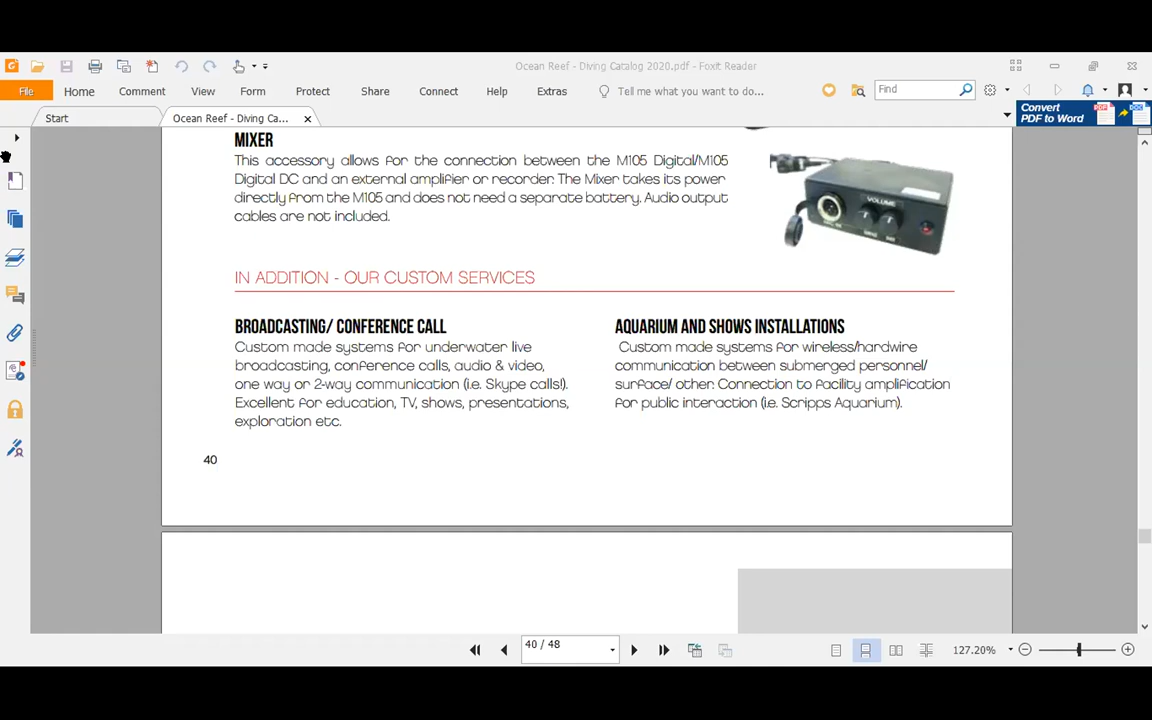 Ocean Reef - Diving Catalog 2020.pdf - Foxit Reader
File Home Comment View Form Protect Share Connect Help Extras Tell me what you want to do... Find
Start Ocean Reef - Diving Ca...
Convert
PDF to Word
MIXER
This accessory allows for the connection between the M105 Digital/M105
Digital DC and an external amplifier or recorder. The Mixer takes its power
directly from the M105 and does not need a separate battery. Audio output
cables are not included.
VOLUME
IN ADDITION - OUR CUSTOM SERVICES
BROADCASTING/ CONFERENCE CALL
Custom made systems for underwater live
broadcasting, conference calls, audio & video,
one way or 2-way communication (i.e. Skype calls!).
Excellent for education, TV, shows, presentations,
exploration etc.
AQUARIUM AND SHOWS INSTALLATIONS
Custom made systems for wireless/hardwire
communication between submerged personnel/
surface/ other. Connection to facility amplification
for public interaction (i.e. Scripps Aquarium).
40
40 / 48
127.20%